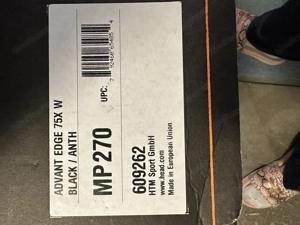 ADVANT EDGE 75X W
BLACK / ANTH
MP 270
UPC:
609262
HTM Sport GmbH
www.head.com
Made in European Union